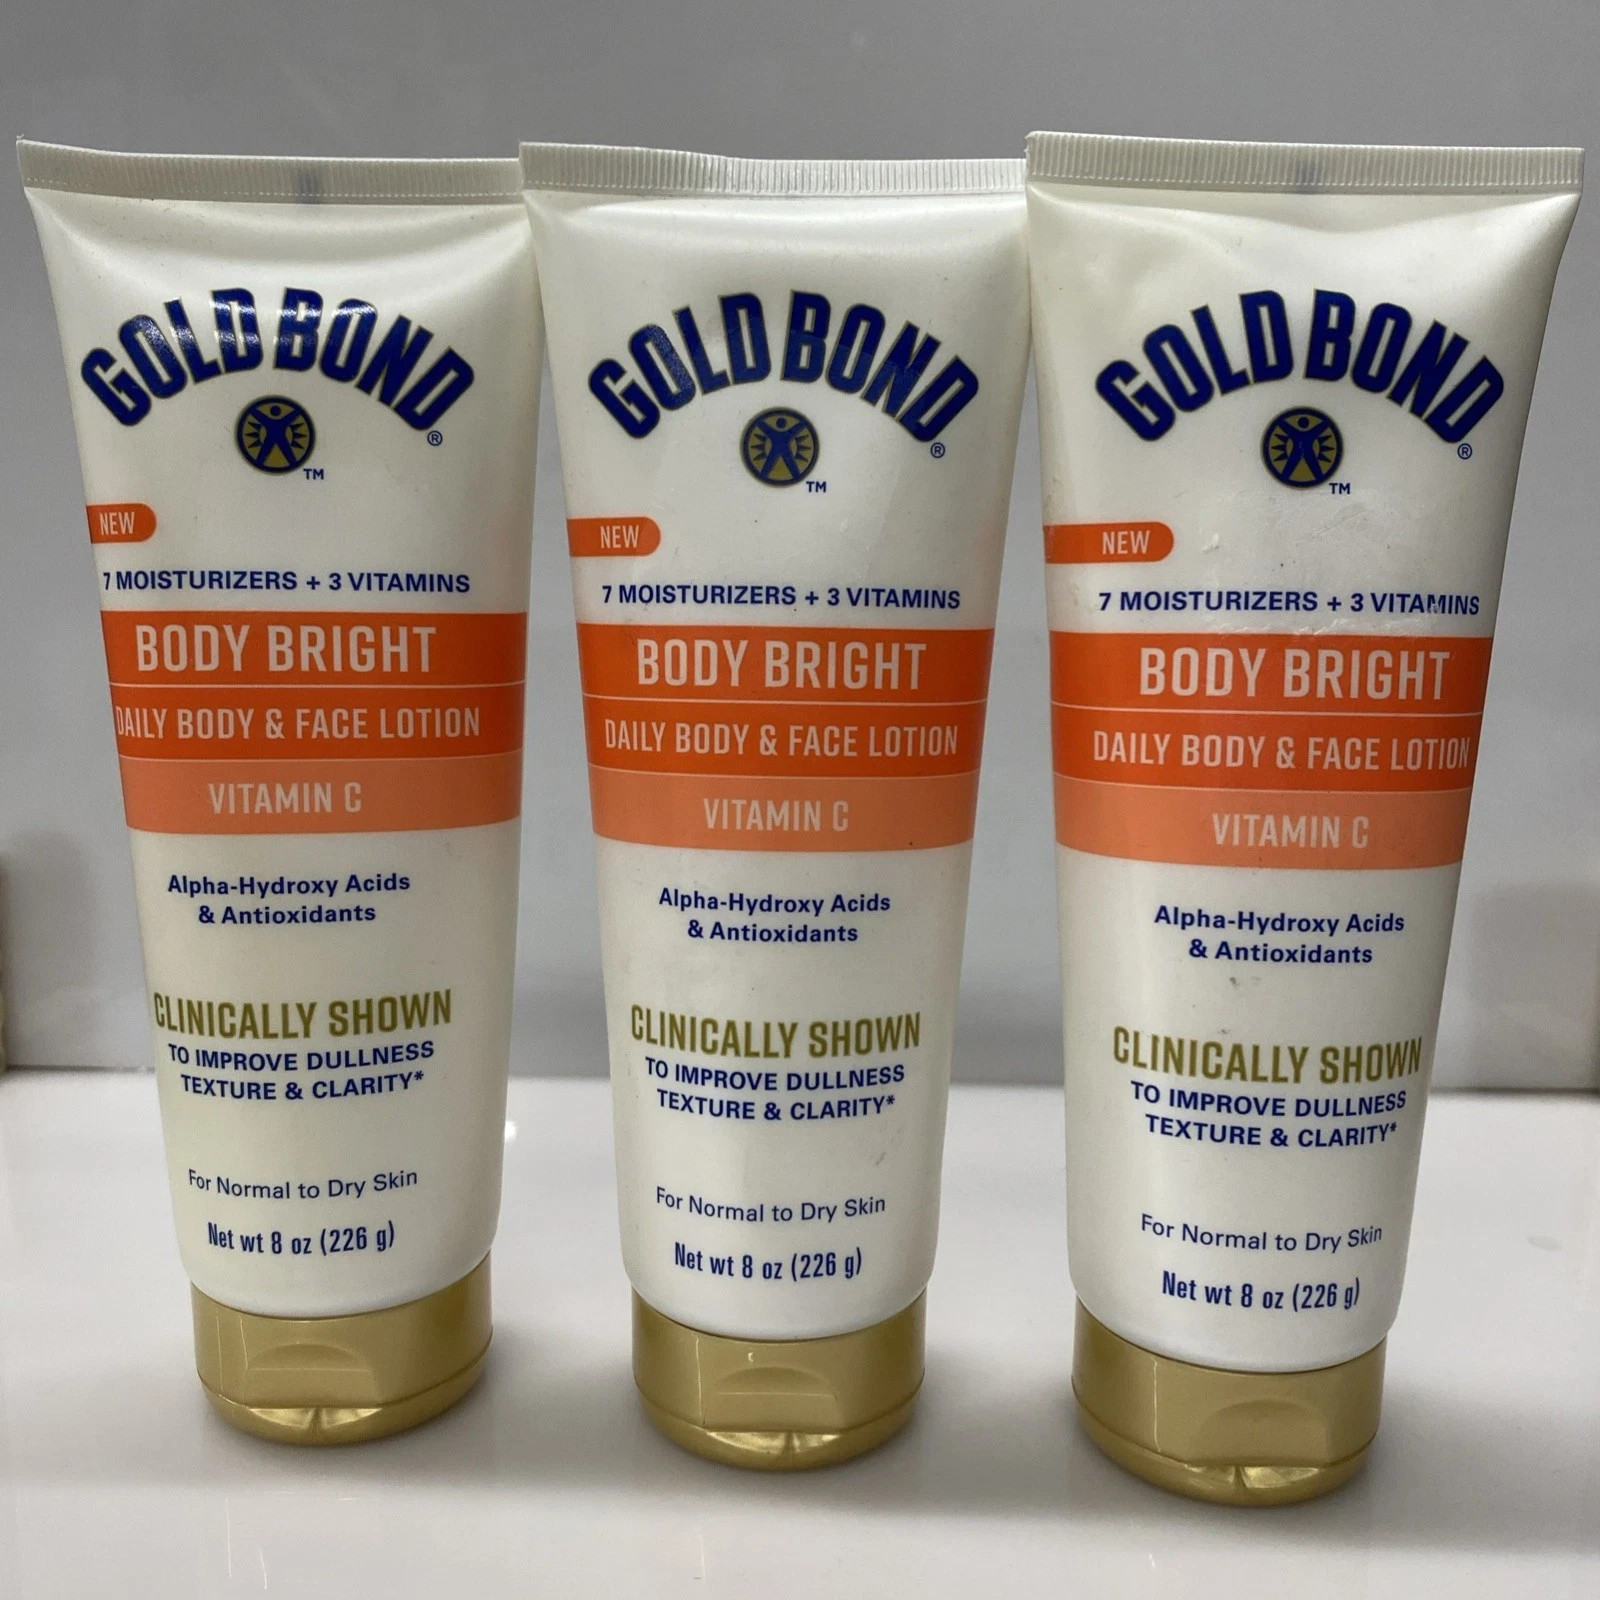 GOLD BOND®
TM
NEW
7 MOISTURIZERS + 3 VITAMINS
BODY BRIGHT
DAILY BODY & FACE LOTION
VITAMIN C
Alpha-Hydroxy Acids
& Antioxidants
CLINICALLY SHOWN
TO IMPROVE DULLNESS
TEXTURE & CLARITY*
For Normal to Dry Skin
Net wt 8 oz (226 g)
GOLD BOND®
TM
NEW
7 MOISTURIZERS + 3 VITAMINS
BODY BRIGHT
DAILY BODY & FACE LOTION
VITAMIN C
Alpha-Hydroxy Acids
& Antioxidants
CLINICALLY SHOWN
TO IMPROVE DULLNESS
TEXTURE & CLARITY*
For Normal to Dry Skin
Net wt 8 oz (226 g)
GOLD BOND®
TM
NEW
7 MOISTURIZERS + 3 VITAMINS
BODY BRIGHT
DAILY BODY & FACE LOTION
VITAMIN C
Alpha-Hydroxy Acids
& Antioxidants
CLINICALLY SHOWN
TO IMPROVE DULLNESS
TEXTURE & CLARITY*
For Normal to Dry Skin
Net wt 8 oz (226 g)